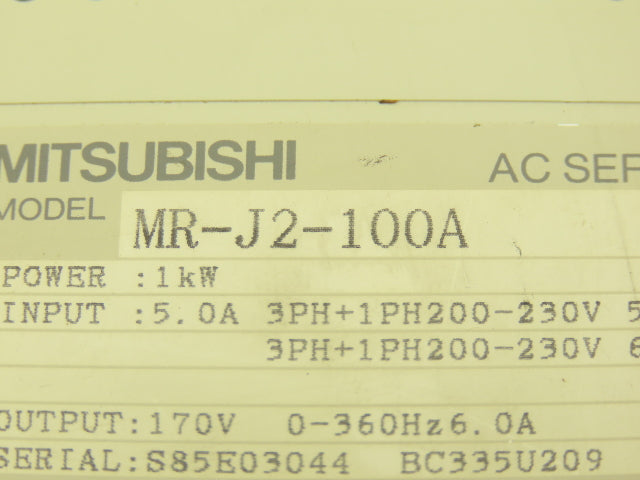 MITSUBISHI AC SER
MODEL MR-J2-100A
POWER :1kW
INPUT :5.0A 3PH+1PH200-230V 5
3PH+1PH200-230V 6
OUTPUT:170V 0-360Hz6.0A
SERIAL:S85E03044 BC335U209